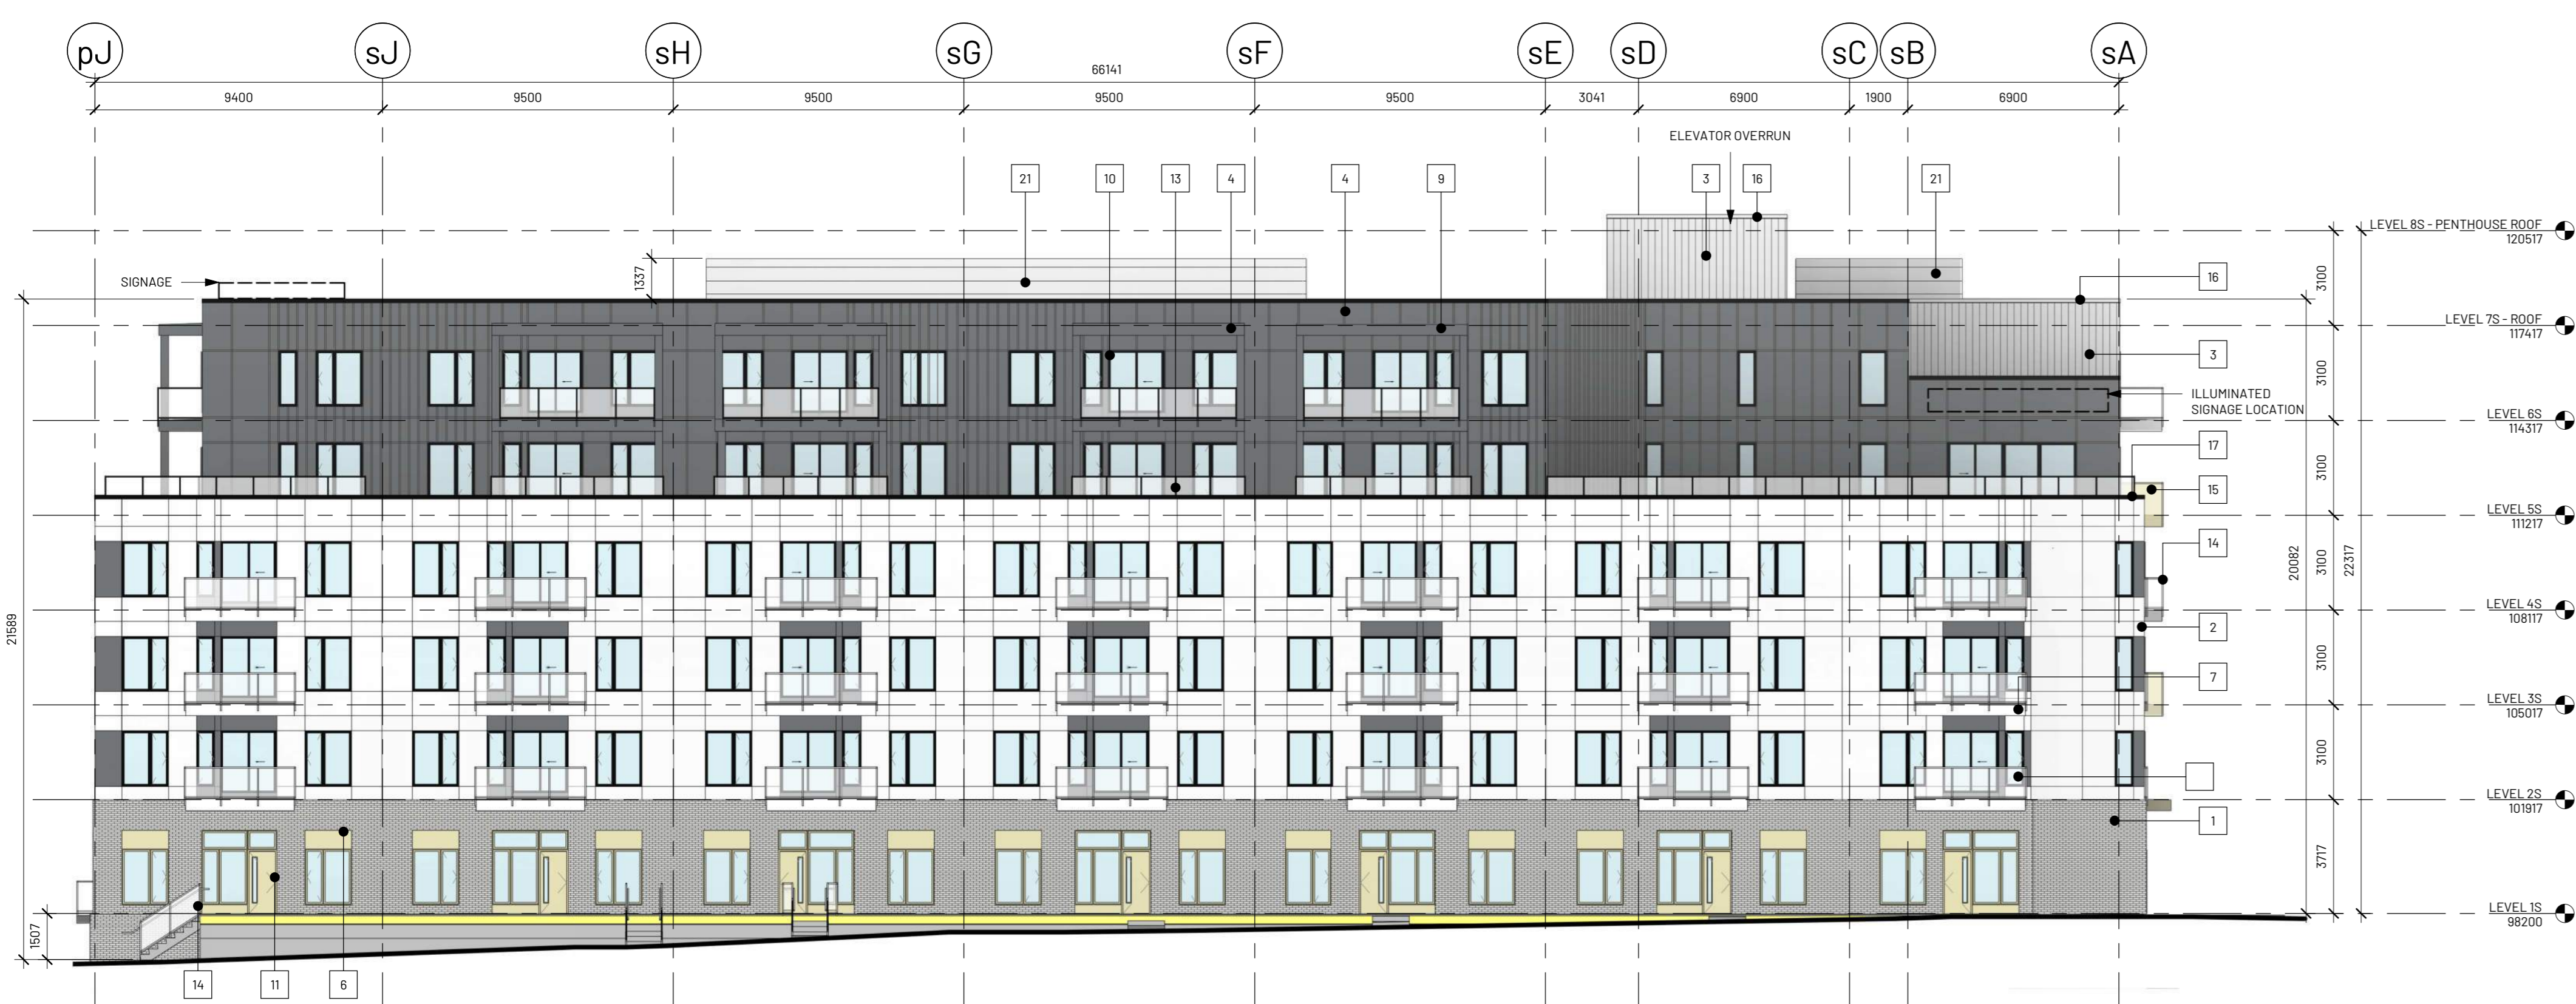 pJ sJ sH sG sF sE sD sC sB sA
66141
9400 9500 9500 9500 9500 3041 6900 1900 6900
ELEVATOR OVERRUN
21 10 13 4 4 9 3 16 21
LEVEL 8S - PENTHOUSE ROOF
120517
SIGNAGE
1337
16
3100
LEVEL 7S - ROOF
117417
3
3100
ILLUMINATED
SIGNAGE LOCATION
LEVEL 6S
114317
17
3100
15
LEVEL 5S
111217
14
20082
3100
22317
LEVEL 4S
108117
21589
2
3100
7
LEVEL 3S
105017
3100
LEVEL 2S
101917
1
3717
LEVEL 1S
98200
1507
14 11 6